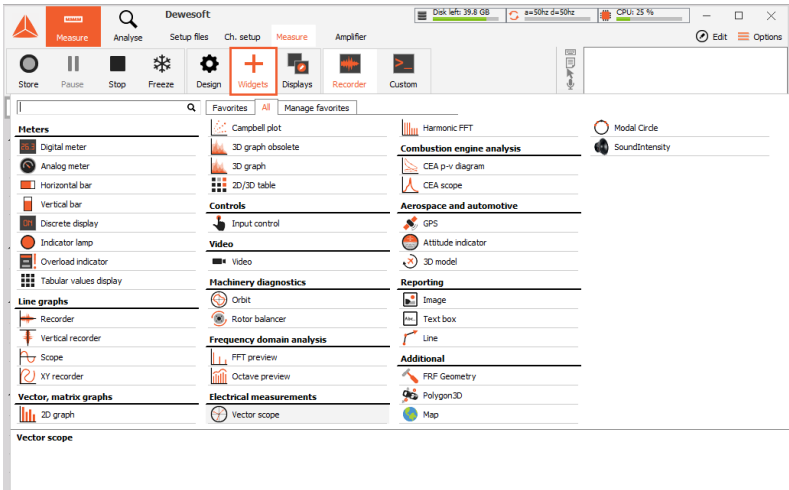 Dewesoft
Disk left: 39.8 GB
a=50hz d=50hz
CPU: 25 %
Measure
Analyse
Setup files
Ch. setup
Measure
Amplifier
Edit
Options
Store
Pause
Stop
Freeze
Design
Widgets
Displays
Recorder
Custom
Favorites
All
Manage favorites
Meters
Digital meter
Analog meter
Horizontal bar
Vertical bar
Discrete display
Indicator lamp
Overload indicator
Tabular values display
Line graphs
Recorder
Vertical recorder
Scope
XY recorder
Vector, matrix graphs
2D graph
Campbell plot
3D graph obsolete
3D graph
2D/3D table
Controls
Input control
Video
Video
Machinery diagnostics
Orbit
Rotor balancer
Frequency domain analysis
FFT preview
Octave preview
Electrical measurements
Vector scope
Harmonic FFT
Combustion engine analysis
CEA p-v diagram
CEA scope
Aerospace and automotive
GPS
Attitude indicator
3D model
Reporting
Image
Text box
Line
Additional
FRF Geometry
Polygon3D
Map
Modal Circle
SoundIntensity
Vector scope